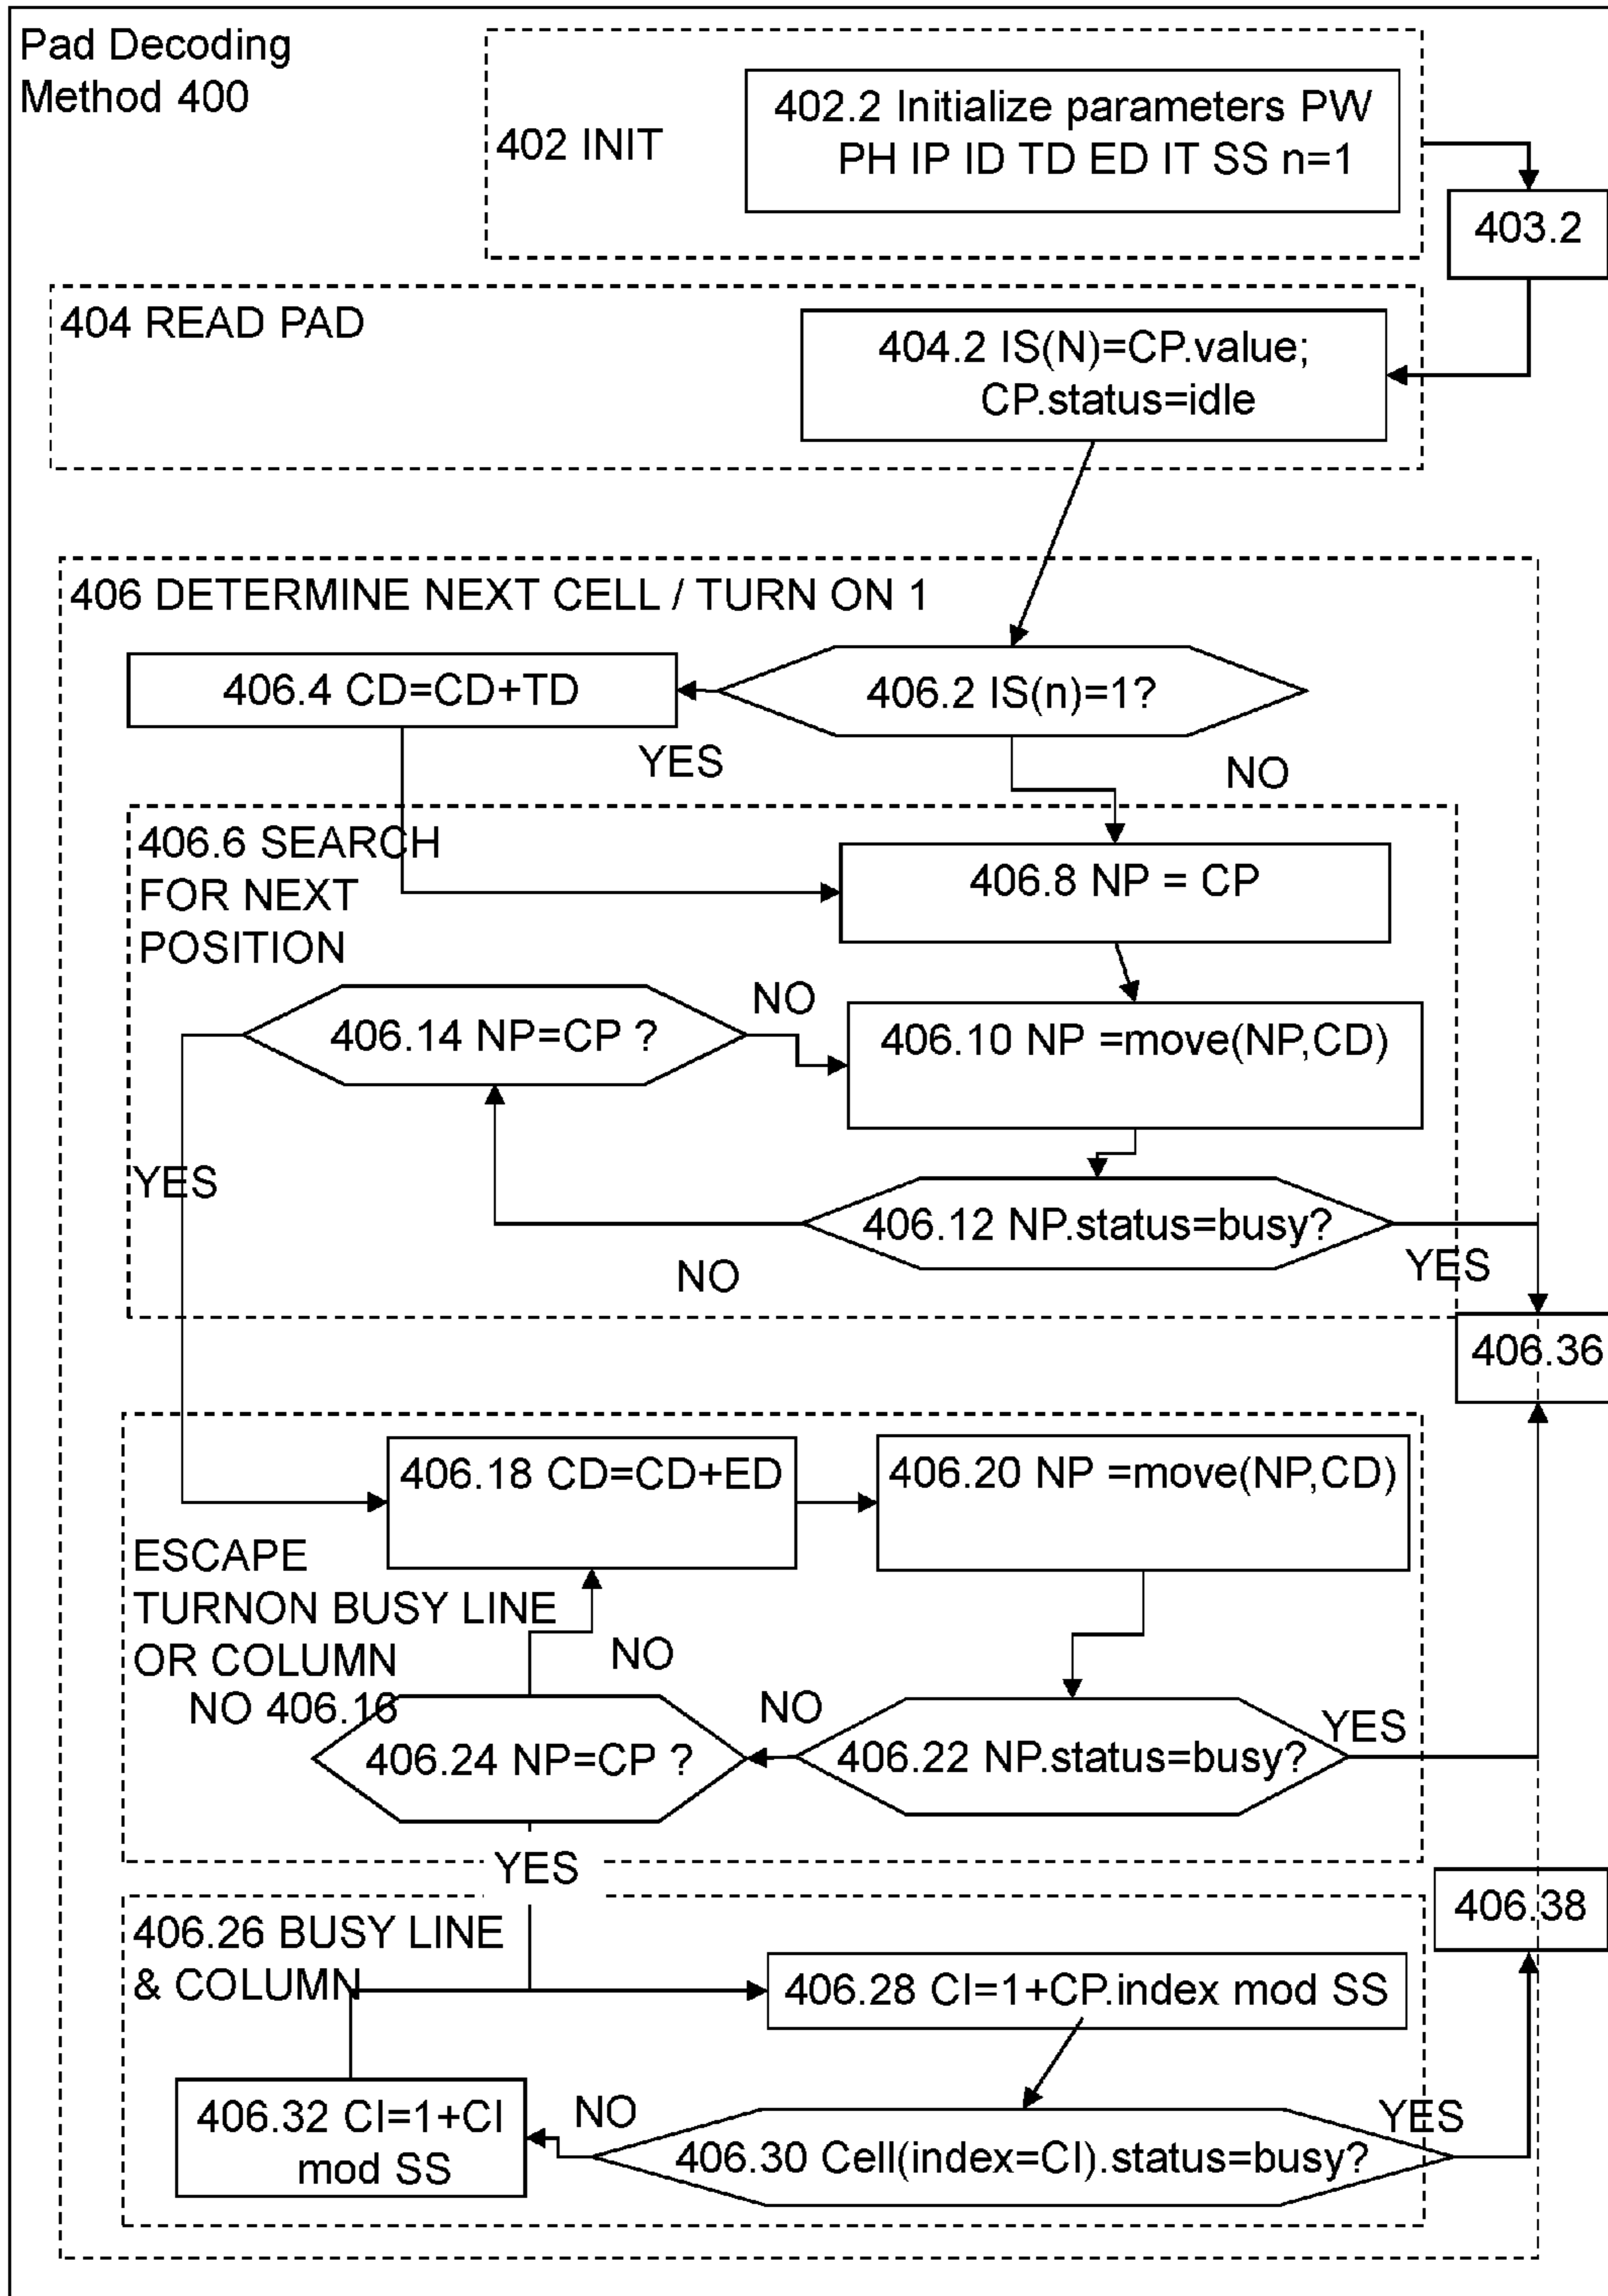 Pad Decoding
Method 400
402 INIT
402.2 Initialize parameters PW
PH IP ID TD ED IT SS n=1
403.2
404 READ PAD
404.2 IS(N)=CP.value;
CP.status=idle
406 DETERMINE NEXT CELL / TURN ON 1
406.4 CD=CD+TD
406.2 IS(n)=1?
YES
NO
406.6 SEARCH
FOR NEXT
POSITION
406.8 NP = CP
NO
406.14 NP=CP ?
406.10 NP =move(NP,CD)
YES
406.12 NP.status=busy?
NO
YES
406.36
406.18 CD=CD+ED
406.20 NP =move(NP,CD)
ESCAPE
TURNON BUSY LINE
OR COLUMN
NO
NO 406.16
NO
YES
406.24 NP=CP ?
406.22 NP.status=busy?
YES
406.38
406.26 BUSY LINE
& COLUMN
406.28 CI=1+CP.index mod SS
406.32 CI=1+CI
mod SS
NO
YES
406.30 Cell(index=CI).status=busy?